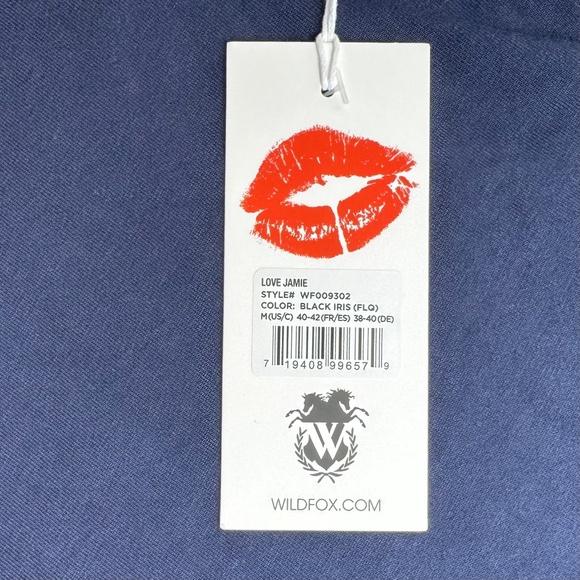 LOVE JAMIE
STYLE# WF009302
COLOR: BLACK IRIS (FLQ)
M(US/C) 40-42(FR/ES) 38-40(DE)
7 19408 99657 9
W
WILDFOX.COM